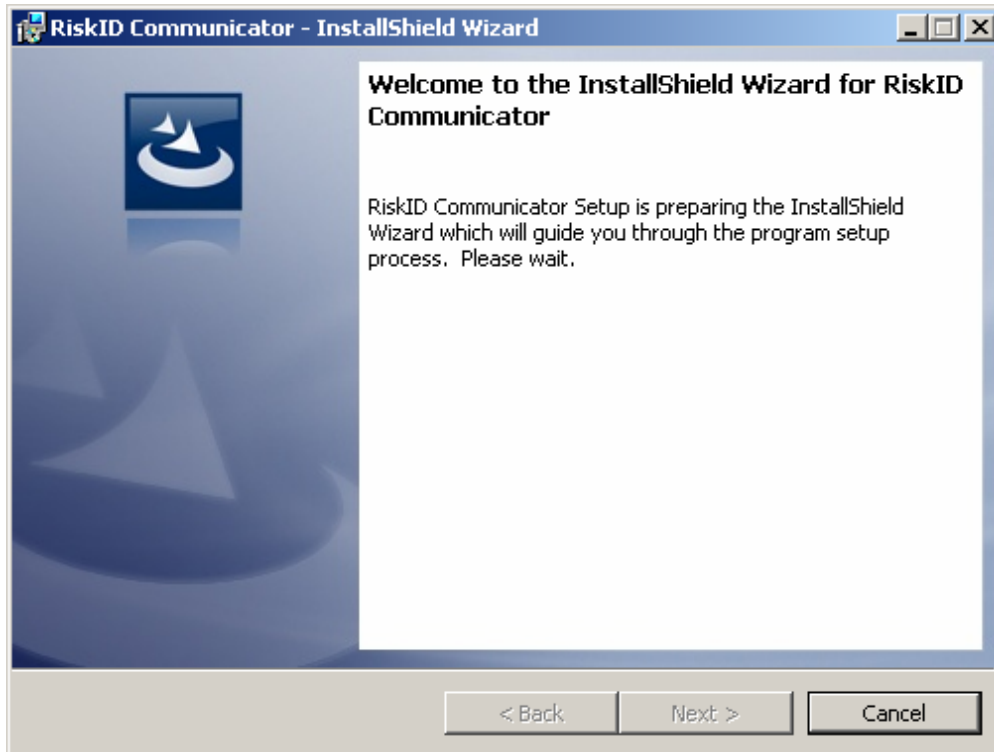 RiskID Communicator - InstallShield Wizard
Welcome to the InstallShield Wizard for RiskID
Communicator
RiskID Communicator Setup is preparing the InstallShield
Wizard which will guide you through the program setup
process.  Please wait.
< Back
Next >
Cancel